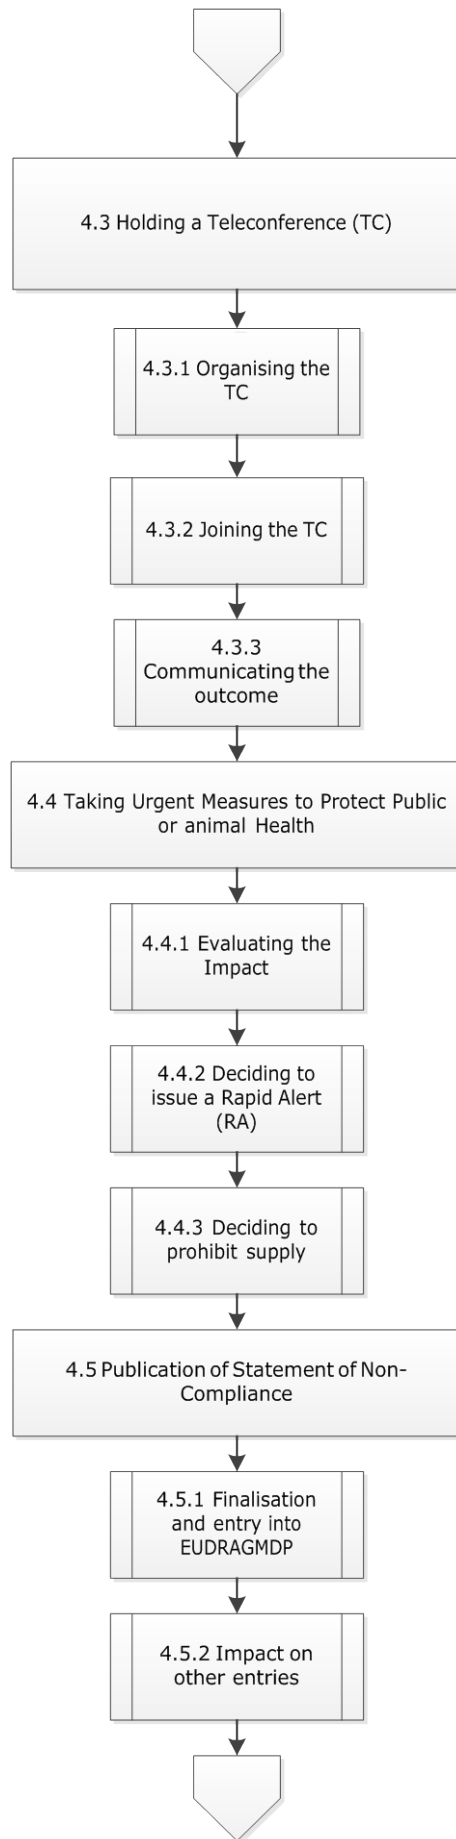 4.3 Holding a Teleconference (TC)
4.3.1 Organising the
TC
4.3.2 Joining the TC
4.3.3
Communicating the
outcome
4.4 Taking Urgent Measures to Protect Public
or animal Health
4.4.1 Evaluating the
Impact
4.4.2 Deciding to
issue a Rapid Alert
(RA)
4.4.3 Deciding to
prohibit supply
4.5 Publication of Statement of Non-
Compliance
4.5.1 Finalisation
and entry into
EUDRAGMDP
4.5.2 Impact on
other entries